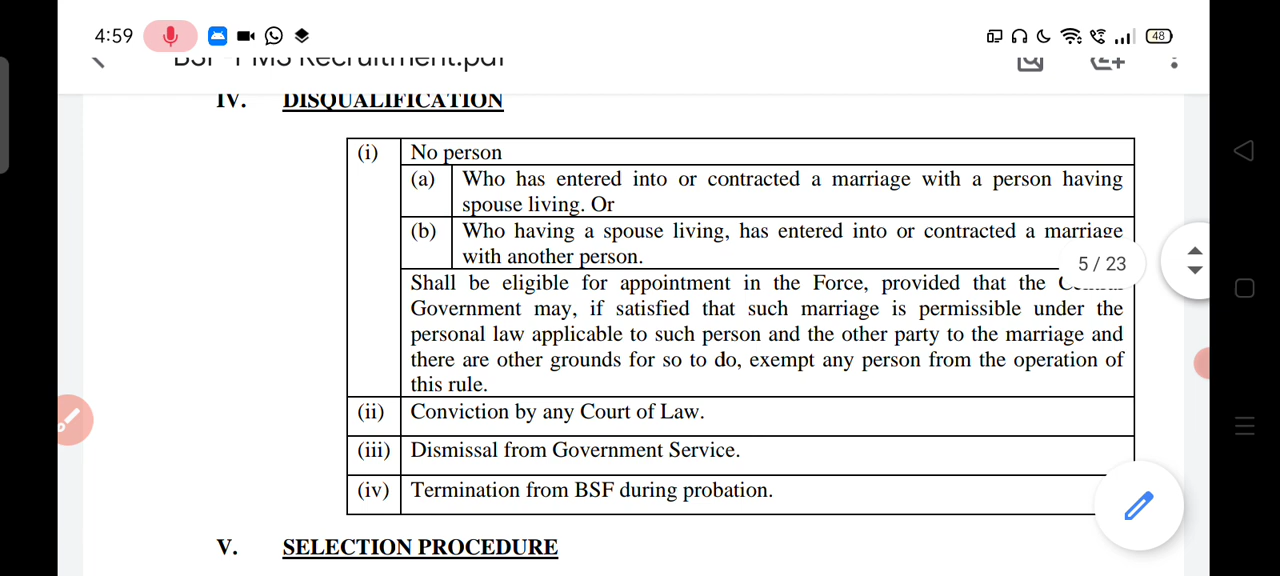 4:59
48
Recruitment.pdf
IV. DISQUALIFICATION
(i) No person
(a) Who has entered into or contracted a marriage with a person having
spouse living. Or
(b) Who having a spouse living, has entered into or contracted a marriage
with another person.
5 / 23
Shall be eligible for appointment in the Force, provided that the
Government may, if satisfied that such marriage is permissible under the
personal law applicable to such person and the other party to the marriage and
there are other grounds for so to do, exempt any person from the operation of
this rule.
(ii) Conviction by any Court of Law.
(iii) Dismissal from Government Service.
(iv) Termination from BSF during probation.
V. SELECTION PROCEDURE